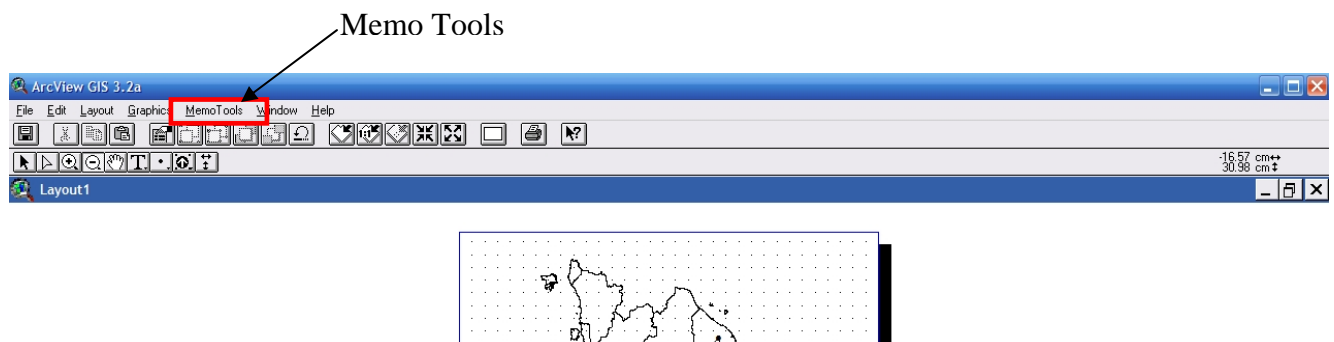 Memo Tools
ArcView GIS 3.2a
File Edit Layout Graphics MemoTools Window Help
T
-16.57 cm
30.98 cm
Layout1